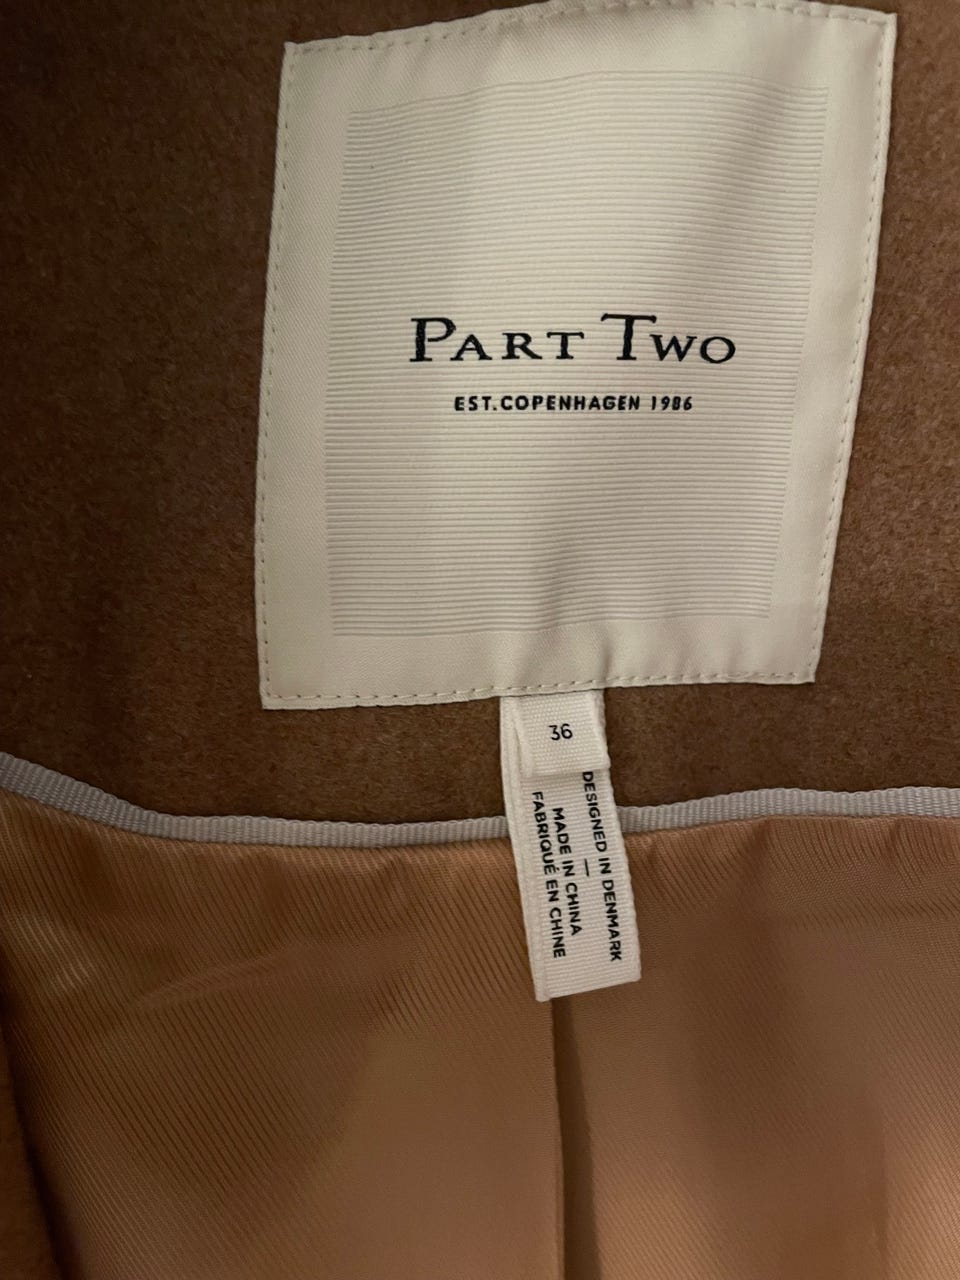 PART TWO
EST.COPENHAGEN 1986
36
DESIGNED IN DENMARK
—
MADE IN CHINA
FABRIQUÉ EN CHINE